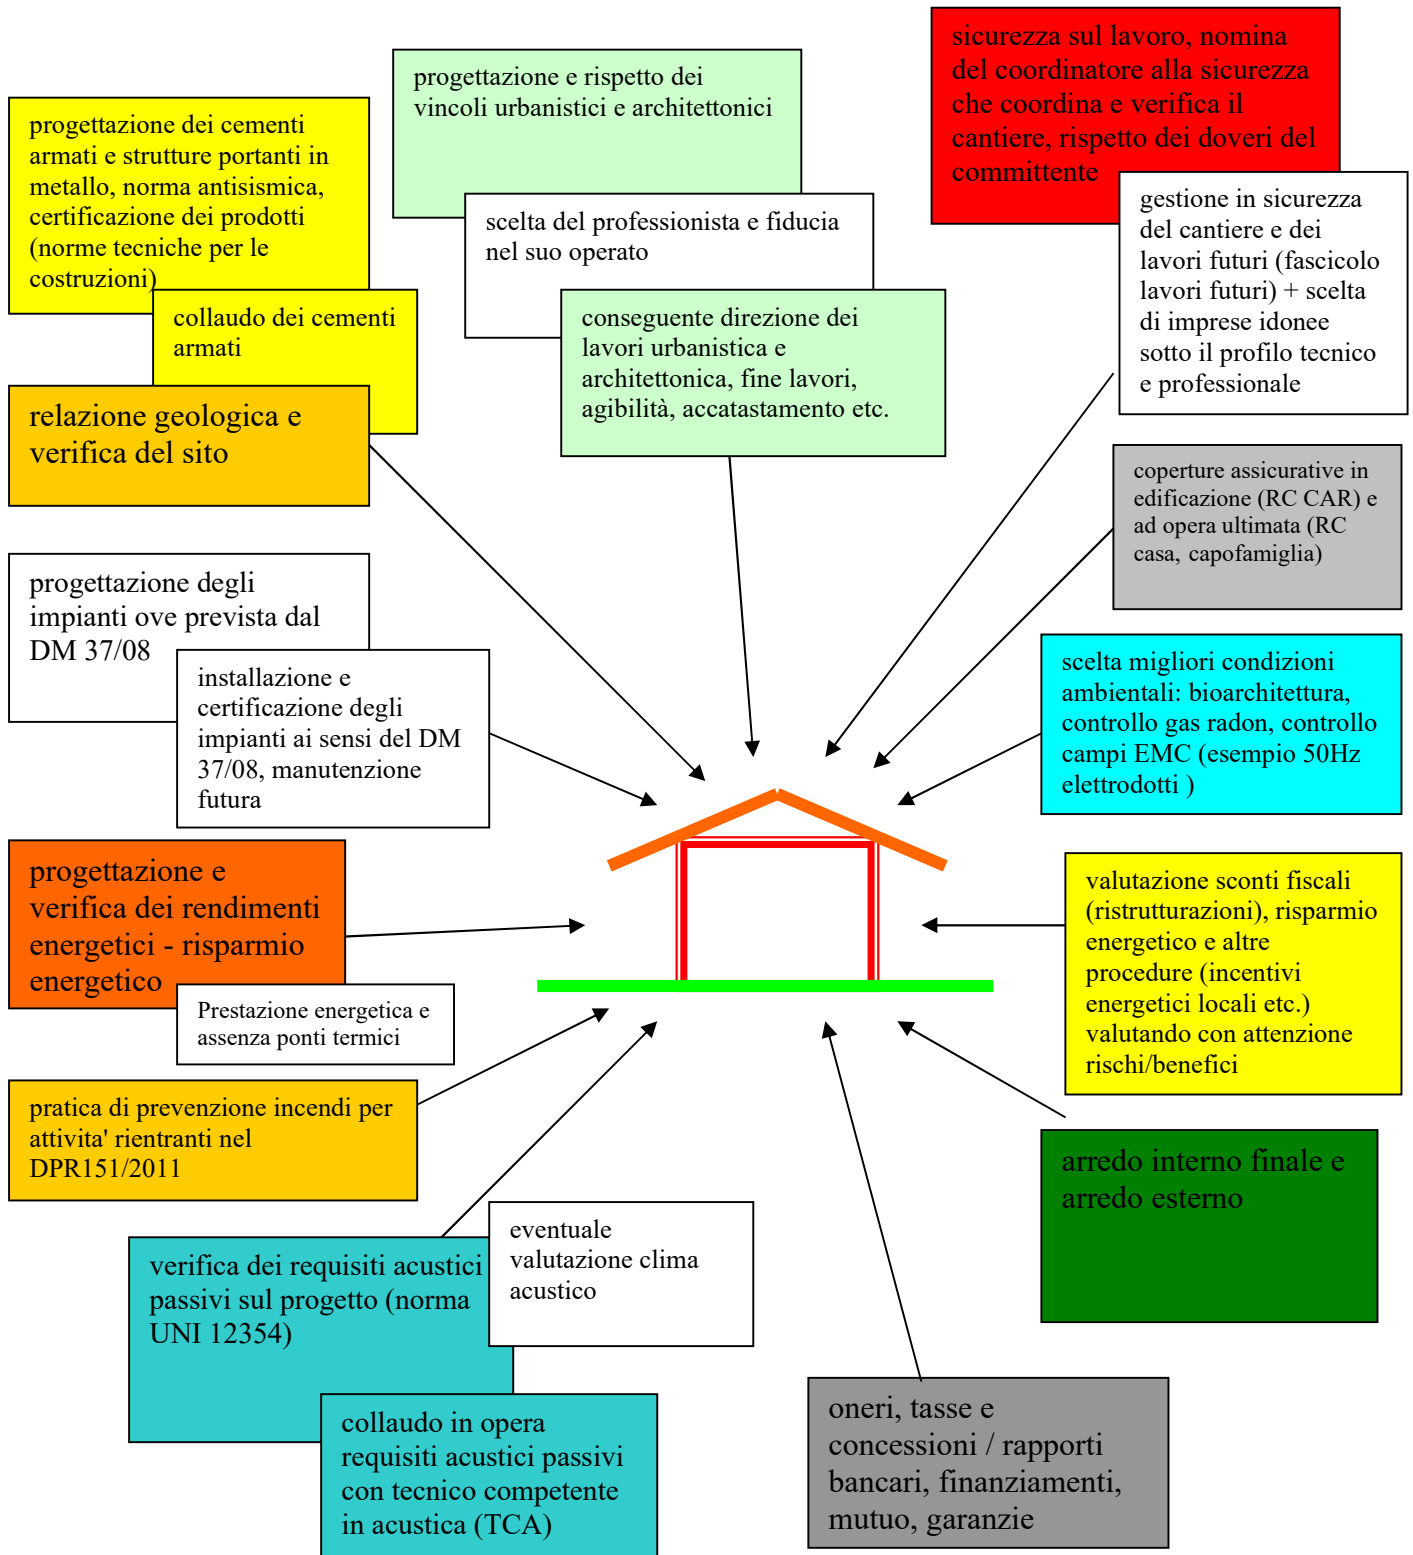 sicurezza sul lavoro, nomina
del coordinatore alla sicurezza
che coordina e verifica il
cantiere, rispetto dei doveri del
committente
progettazione e rispetto dei
vincoli urbanistici e architettonici
progettazione dei cementi
armati e strutture portanti in
metallo, norma antisismica,
certificazione dei prodotti
(norme tecniche per le
costruzioni)
gestione in sicurezza
del cantiere e dei
lavori futuri (fascicolo
lavori futuri) + scelta
di imprese idonee
sotto il profilo tecnico
e professionale
scelta del professionista e fiducia
nel suo operato
collaudo dei cementi
armati
conseguente direzione dei
lavori urbanistica e
architettonica, fine lavori,
agibilità, accatastamento etc.
relazione geologica e
verifica del sito
coperture assicurative in
edificazione (RC CAR) e
ad opera ultimata (RC
casa, capofamiglia)
progettazione degli
impianti ove prevista dal
DM 37/08
installazione e
certificazione degli
impianti ai sensi del DM
37/08, manutenzione
futura
scelta migliori condizioni
ambientali: bioarchitettura,
controllo gas radon, controllo
campi EMC (esempio 50Hz
elettrodotti )
progettazione e
verifica dei rendimenti
energetici - risparmio
energetico
Prestazione energetica e
assenza ponti termici
valutazione sconti fiscali
(ristrutturazioni), risparmio
energetico e altre
procedure (incentivi
energetici locali etc.)
valutando con attenzione
rischi/benefici
pratica di prevenzione incendi per
attivita' rientranti nel
DPR151/2011
arredo interno finale e
arredo esterno
eventuale
valutazione clima
acustico
verifica dei requisiti acustici
passivi sul progetto (norma
UNI 12354)
collaudo in opera
requisiti acustici passivi
con tecnico competente
in acustica (TCA)
oneri, tasse e
concessioni / rapporti
bancari, finanziamenti,
mutuo, garanzie